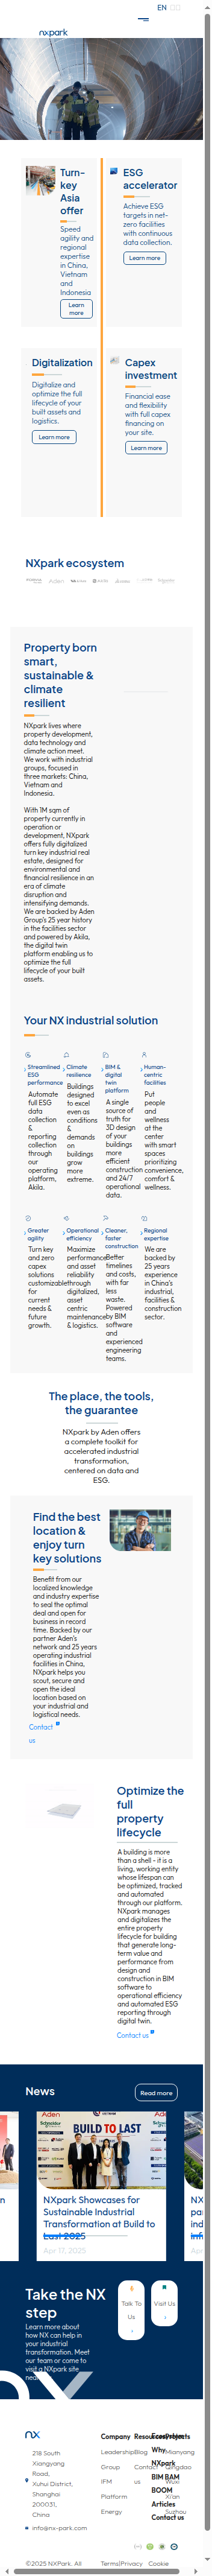 EN
nxpark
Turn-
key
Asia
offer
Speed
agility and
regional
expertise
in China,
Vietnam
and
Indonesia
Learn
more
ESG
accelerator
Achieve ESG
targets in net-
zero facilities
with continuous
data collection.
Learn more
Digitalization
Digitalize and
optimize the full
lifecycle of your
built assets and
logistics.
Learn more
Capex
investment
Financial ease
and flexibility
with full capex
financing on
your site.
Learn more
NXpark ecosystem
Property born
smart,
sustainable &
climate
resilient
NXpark lives where
property development,
data technology and
climate action meet.
We work with industrial
groups, focused in
three markets: China,
Vietnam and
Indonesia.
With 1M sqm of
property currently in
operation or
development, NXpark
offers fully digitalized
turn key industrial real
estate, designed for
environmental and
financial resilience in an
era of climate
disruption and
intensifying demands.
We are backed by Aden
Group's 25 year history
in the facilities sector
and powered by Akila,
the digital twin
platform enabling us to
optimize the full
lifecycle of your built
assets.
Your NX industrial solution
Streamlined
ESG
performance
Automate
full ESG
data
collection
&
reporting
collection
through
our
operating
platform,
Akila.
Climate
resilience
Buildings
designed
to excel
even as
conditions
&
demands
on
buildings
grow
more
extreme.
BIM &
digital
twin
platform
A single
source of
truth for
3D design
of your
buildings
more
efficient
construction
and 24/7
operational
data.
Human-
centric
facilities
Put
people
and
wellness
at the
center
with smart
spaces
prioritizing
convenience,
comfort &
wellness.
Greater
agility
Turn key
and zero
capex
solutions
customizable
for
current
needs &
future
growth.
Operational
efficiency
Maximize
performance
and asset
reliability
through
digitalized,
asset
centric
maintenance
& logistics.
Cleaner,
faster
construction
Better
timelines
and costs,
with far
less
waste.
Powered
by BIM
software
and
experienced
engineering
teams.
Regional
expertise
We are
backed by
25 years
experience
in China's
industrial,
facilities &
construction
sector.
The place, the tools,
the guarantee
NXpark by Aden offers
a complete toolkit for
accelerated industrial
transformation,
centered on data and
ESG.
Find the best
location &
enjoy turn
key solutions
Benefit from our
localized knowledge
and industry expertise
to seal the optimal
deal and open for
business in record
time. Backed by our
partner Aden's
network and 25 years
operating industrial
facilities in China,
NXpark helps you
scout, secure and
open the ideal
location based on
your industrial and
logistical needs.
Contact
us
Optimize the
full
property
lifecycle
A building is more
than a shell - it is a
living, working entity
whose lifespan can
be optimized, tracked
and automated
through our platform.
NXpark manages
and digitalizes the
entire property
lifecycle for building
that generate long-
term value and
performance from
design and
construction in BIM
software to
operational efficiency
and automated ESG
reporting through
digital twin.
Contact us
News
Read more
Aden
BUILD TO LAST
NXpark Showcases for
Sustainable Industrial
Transformation at Build to
Last 2025
Apr 17, 2025
Take the NX
step
Learn more about
how NX can help in
your industrial
transformation. Meet
our team or come to
visit a NXpark site
Talk To
Us
Visit Us
NX
218 South
Xiangyang
Road,
Xuhui District,
Shanghai
200031,
China
info@nx-park.com
Company
Leadership
Group
IFM
Platform
Energy
Resources
Blog
Contact
us
Why
NXpark
BIM BAM
BOOM
Articles
Contact us
Projects
Mianyang
Qingdao
Wuxi
Xi'an
Suzhou
©2025 NXPark. All
Terms|Privacy
Cookie